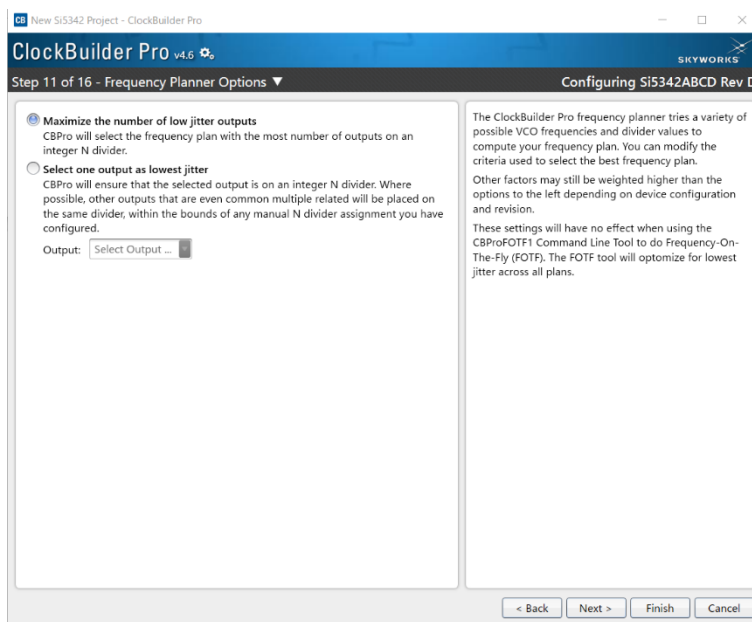 CB New Si5342 Project - ClockBuilder Pro
ClockBuilder Pro v4.6
SKYWORKS
Step 11 of 16 - Frequency Planner Options ▼
Configuring Si5342ABCD Rev D
Maximize the number of low jitter outputs
CBPro will select the frequency plan with the most number of outputs on an
integer N divider.
Select one output as lowest jitter
CBPro will ensure that the selected output is on an integer N divider. Where
possible, other outputs that are even common multiple related will be placed on
the same divider, within the bounds of any manual N divider assignment you have
configured.
Output: Select Output ...
The ClockBuilder Pro frequency planner tries a variety of
possible VCO frequencies and divider values to
compute your frequency plan. You can modify the
criteria used to select the best frequency plan.
Other factors may still be weighted higher than the
options to the left depending on device configuration
and revision.
These settings will have no effect when using the
CBProFOTF1 Command Line Tool to do Frequency-On-
The-Fly (FOTF). The FOTF tool will optomize for lowest
jitter across all plans.
< Back
Next >
Finish
Cancel